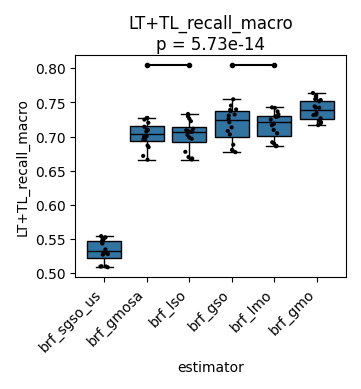 LT+TL_recall_macro
p = 5.73e-14
LT+TL_recall_macro
0.80
0.75
0.70
0.65
0.60
0.55
0.50
brf_sgso_us
brf_gmosa
brf_lso
brf_gso
brf_lmo
brf_gmo
estimator